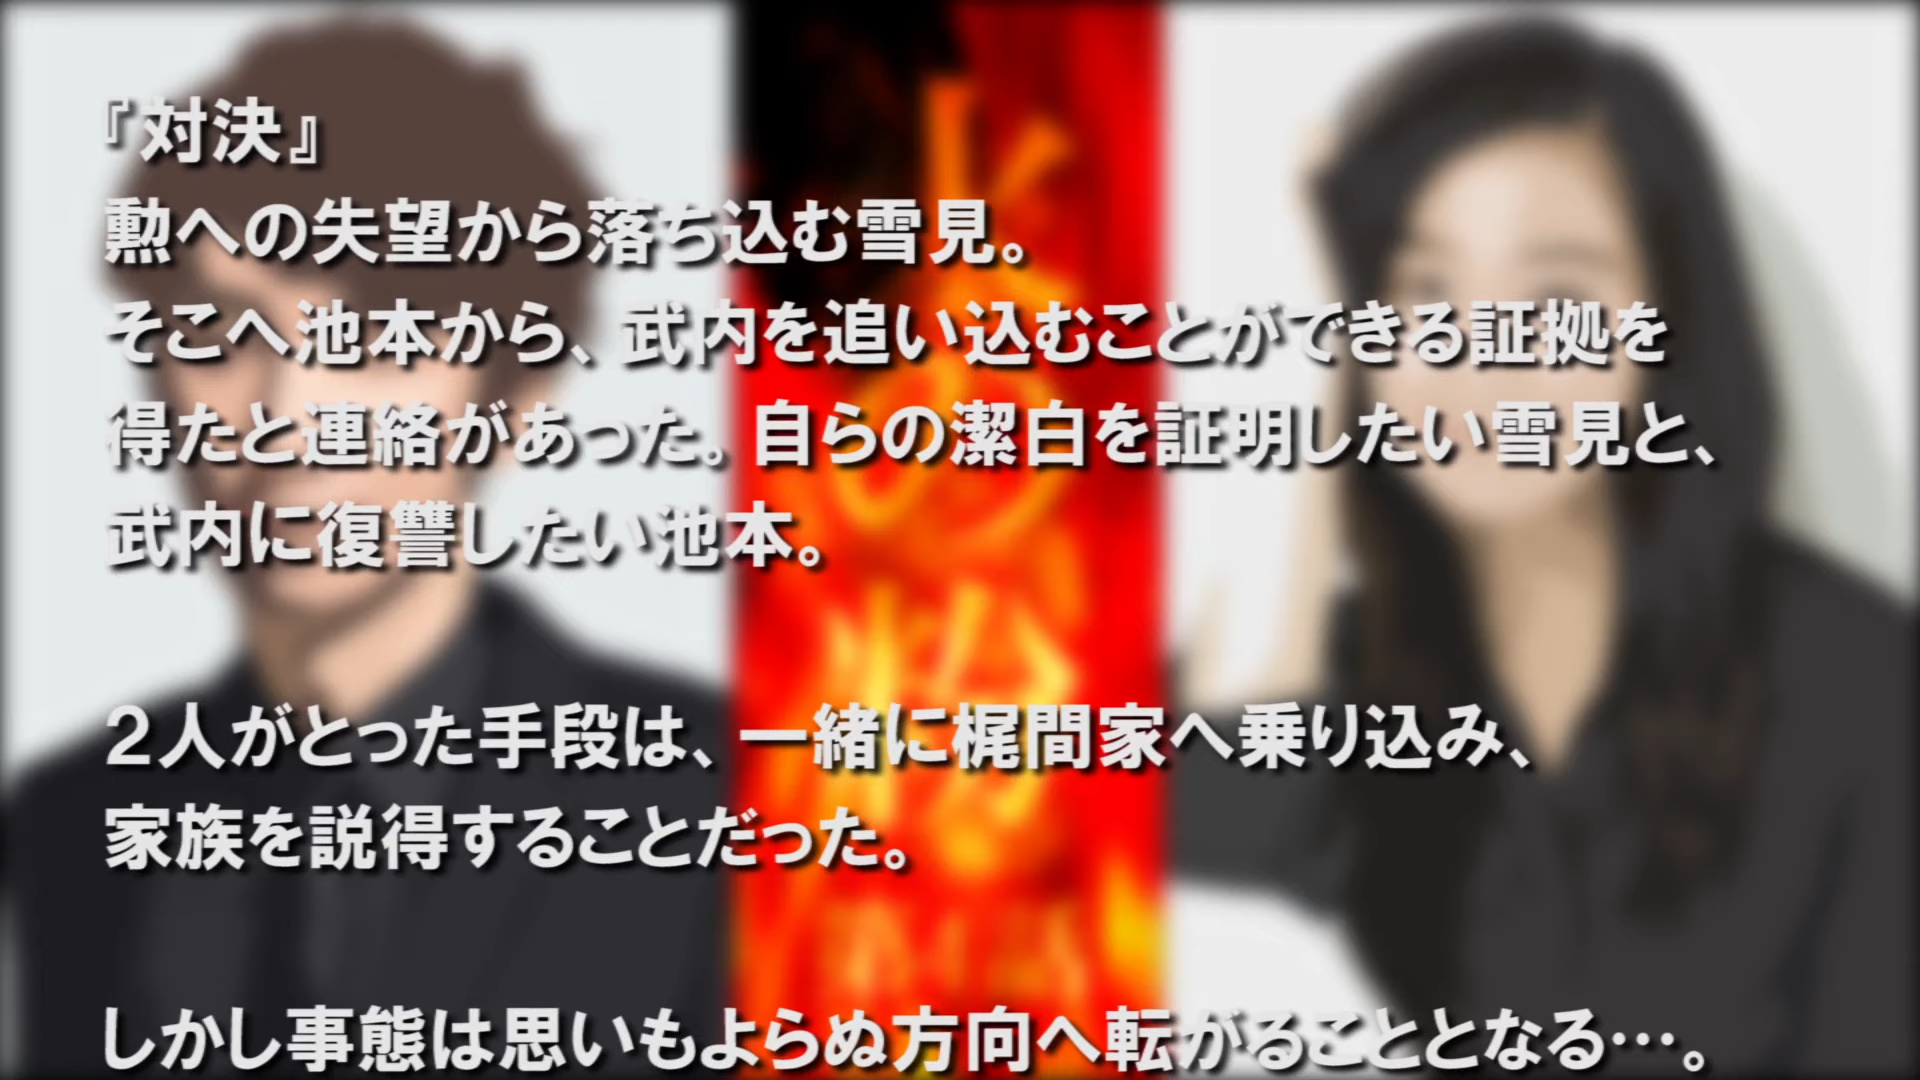 『対決』
勲への失望から落ち込む雪見。
そこへ池本から、武内を追い込むことができる証拠を
得たと連絡があった。自らの潔白を証明したい雪見と、
武内に復讐したい池本。
２人がとった手段は、一緒に梶間家へ乗り込み、
家族を説得することだった。
しかし事態は思いもよらぬ方向へ転がることとなる…。